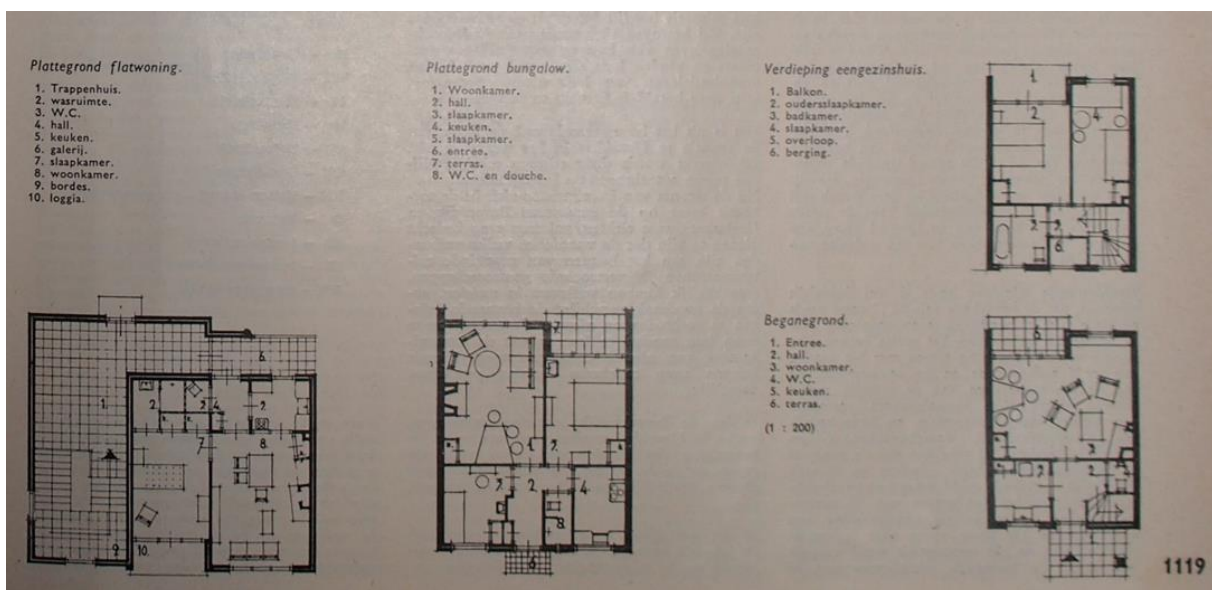 Plattegrond flatwoning.
1. Trappenhuis.
2. wasruimte.
3. W.C.
4. hall.
5. keuken.
6. galerij.
7. slaapkamer.
8. woonkamer.
9. bordes.
10. loggia.
Plattegrond bungalow.
1. Woonkamer.
2. hall.
3. slaapkamer.
4. keuken.
5. slaapkamer.
6. entree.
7. terras.
8. W.C. en douche.
Verdieping eengezinshuis.
1. Balkon.
2. ouderslaapkamer.
3. badkamer.
4. slaapkamer.
5. overloop.
6. berging.
Beganegrond.
1. Entree.
2. hall.
3. woonkamer.
4. W.C.
5. keuken.
6. terras.
(1 : 200)
1119